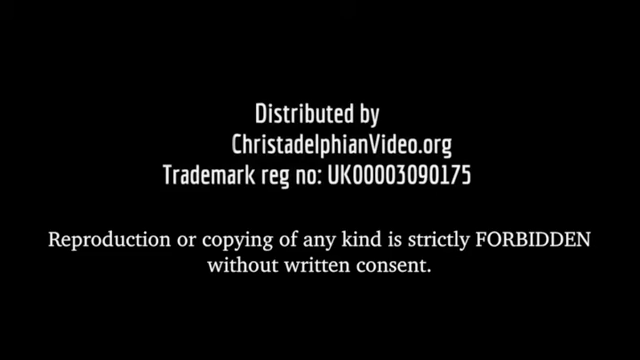 Distributed by
ChristadelphianVideo.org
Trademark reg no: UK00003090175
Reproduction or copying of any kind is strictly FORBIDDEN
without written consent.